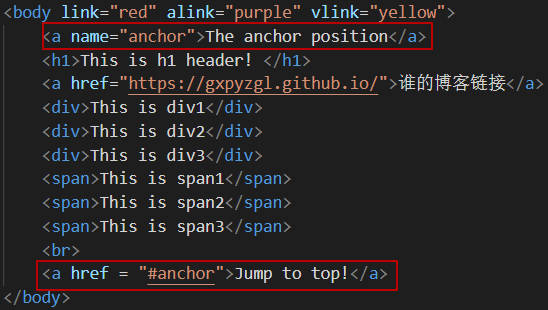 <body link="red" alink="purple" vlink="yellow">
<a name="anchor">The anchor position</a>
<h1>This is h1 header! </h1>
<a href="https://gxpyzgl.github.io/">谁的博客链接</a>
<div>This is div1</div>
<div>This is div2</div>
<div>This is div3</div>
<span>This is span1</span>
<span>This is span2</span>
<span>This is span3</span>
<br>
<a href = "#anchor">Jump to top!</a>
</body>